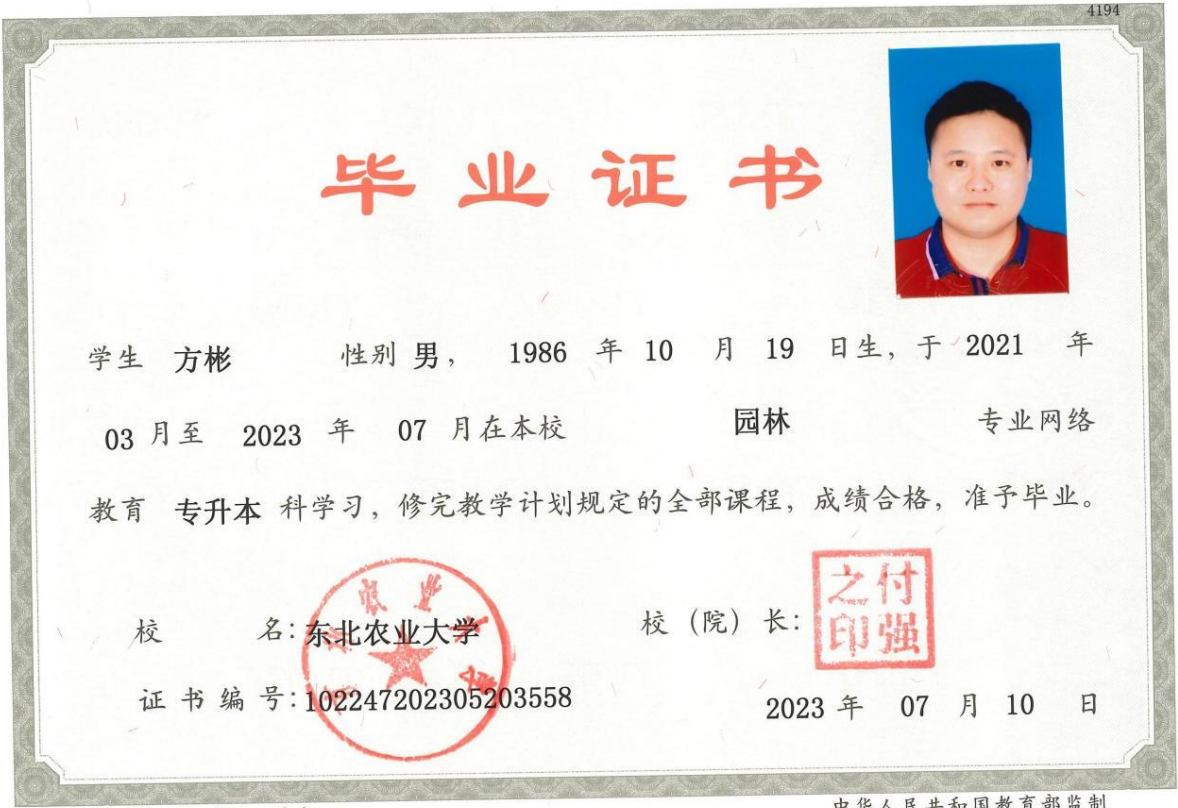 4194
毕业证书
学生 方彬 性别 男， 1986 年 10 月 19 日生，于 2021 年
03 月至 2023 年 07 月在本校 园林 专业网络
教育 专升本 科学习，修完教学计划规定的全部课程，成绩合格，准予毕业。
校 名：东北农业大学
校（院）长：
付强之印
证书编号：102247202305203558
2023 年 07 月 10 日
中华人民共和国教育部监制